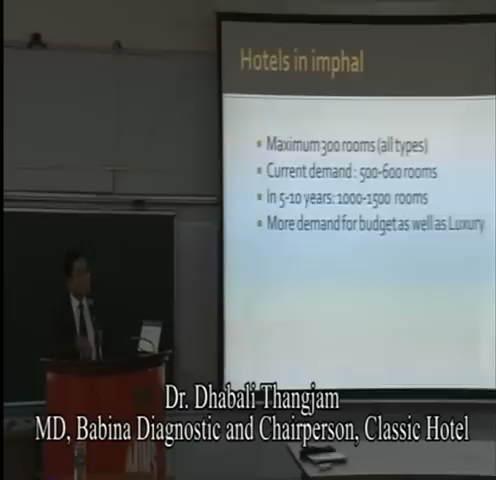 Hotels in imphal
Maximum 300 rooms (all types)
Current demand : 500-600 rooms
In 5-10 years: 1000-1500 rooms
More demand for budget as well as Luxury
Dr. Dhabali Thangjam
MD, Babina Diagnostic and Chairperson, Classic Hotel